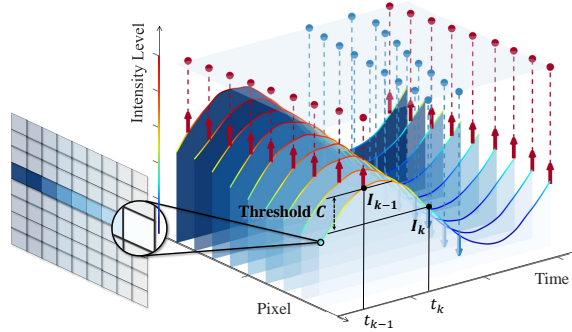 Intensity Level
Threshold C
I_{k-1}
I_k
Pixel
t_{k-1}
t_k
Time